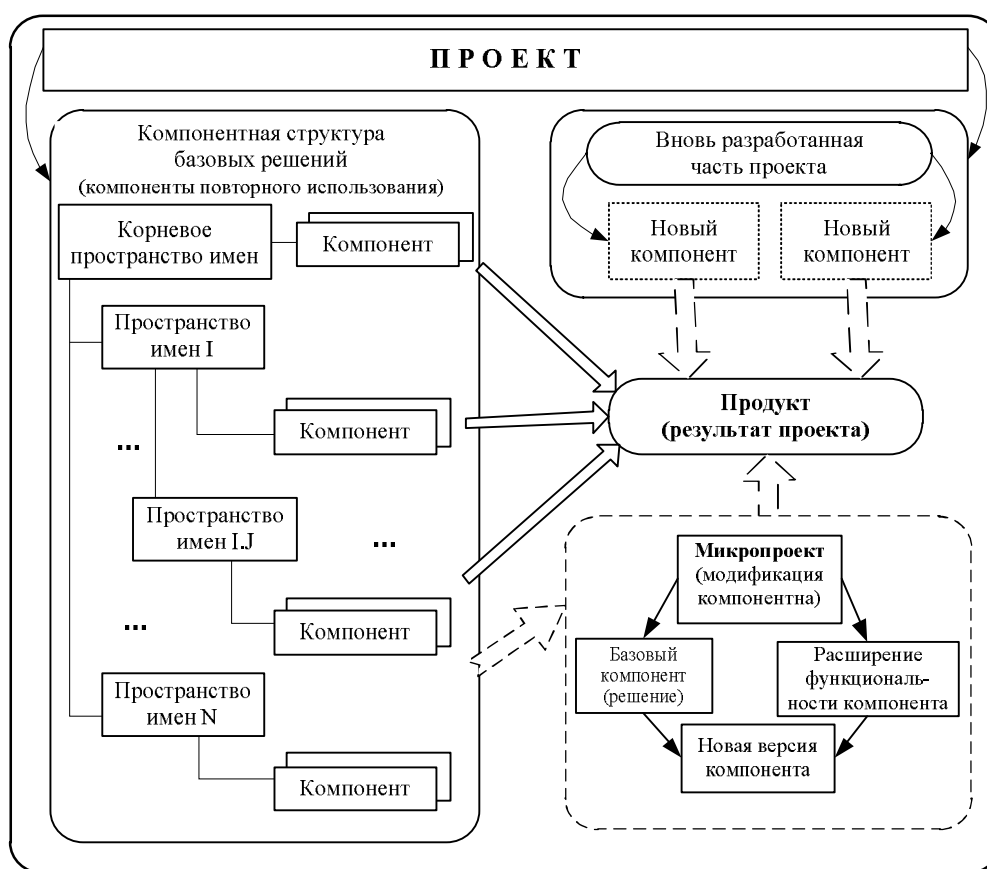 ПРОЕКТ
Компонентная структура
базовых решений
(компоненты повторного использования)
Корневое
пространство имен
Компонент
Пространство
имен I
Компонент
...
Пространство
имен I.J
...
Компонент
...
Пространство
имен N
Компонент
Вновь разработанная
часть проекта
Новый
компонент
Новый
компонент
Продукт
(результат проекта)
Микропроект
(модификация
компонентна)
Базовый
компонент
(решение)
Расширение
функциональ-
ности компонента
Новая версия
компонента